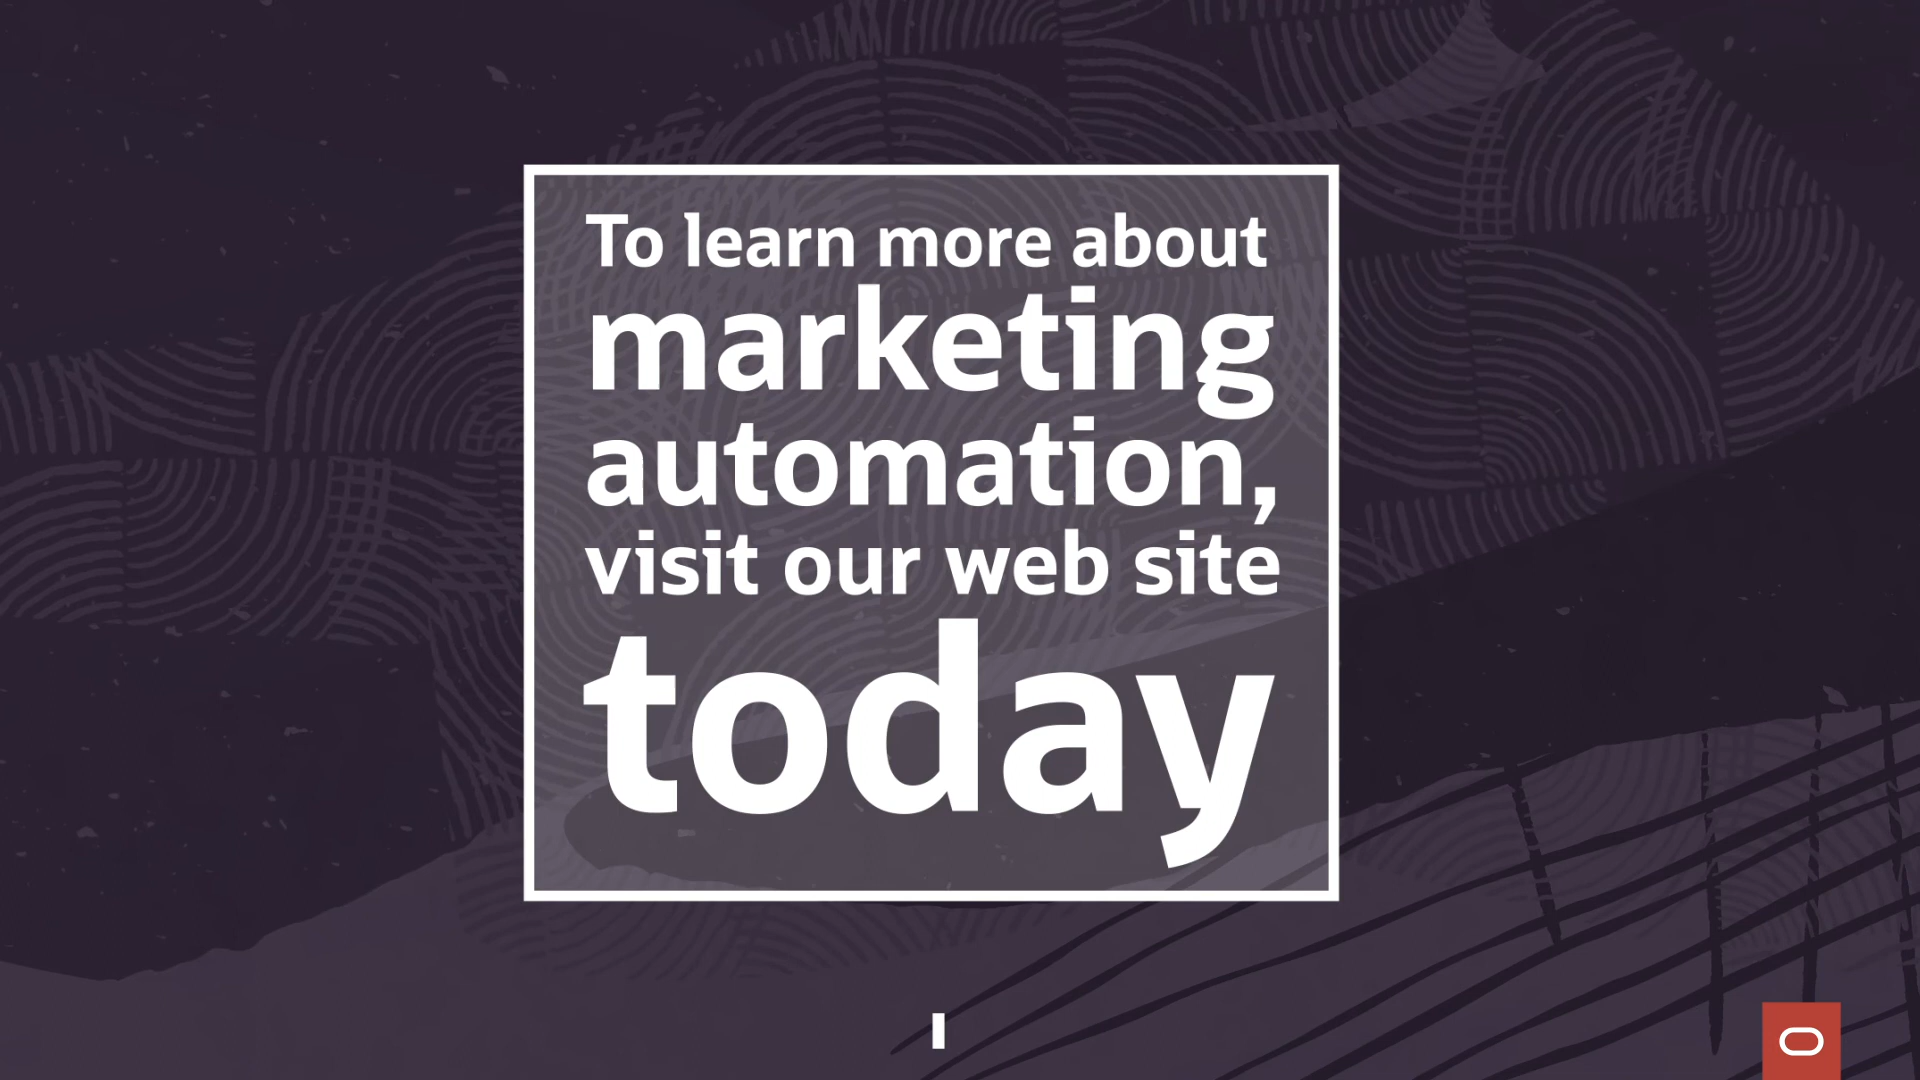 To learn more about
marketing
automation,
visit our web site
today